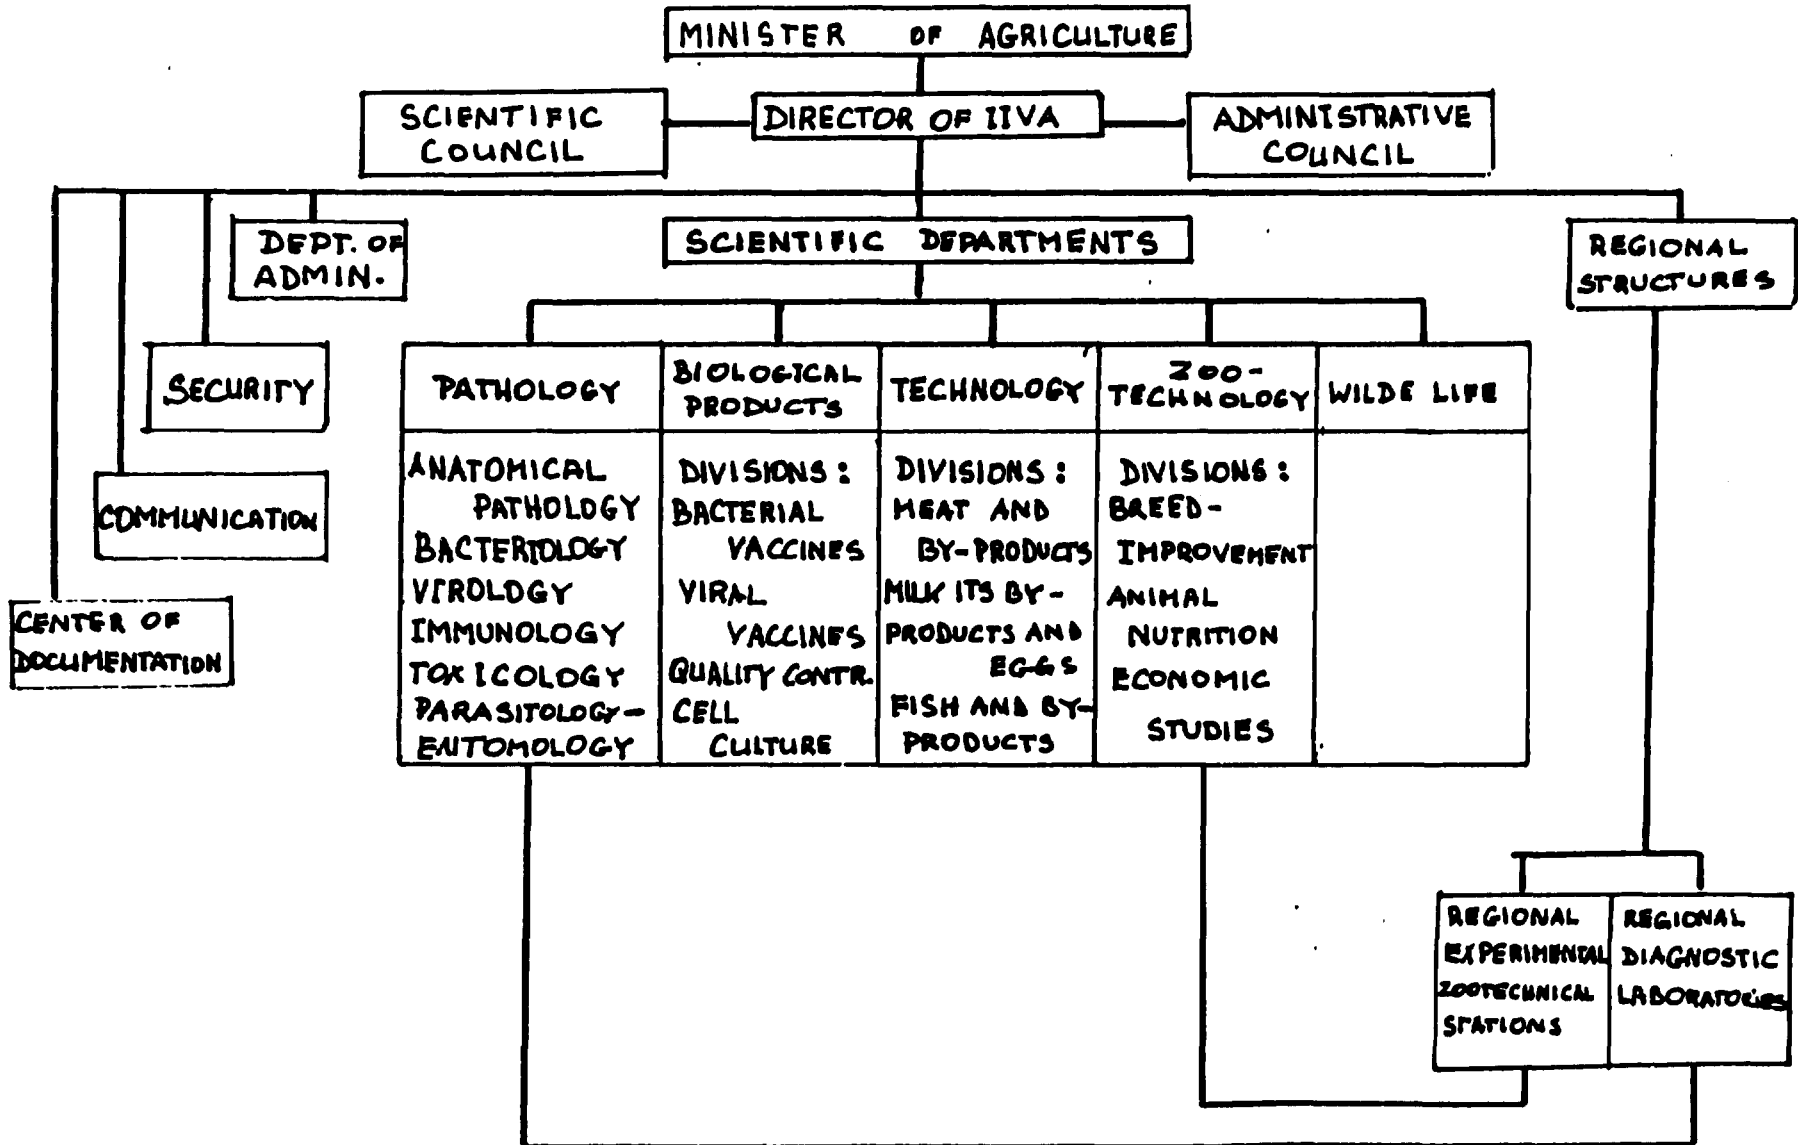 MINISTER OF AGRICULTURE
SCIENTIFIC
COUNCIL
DIRECTOR OF IIVA
ADMINISTRATIVE
COUNCIL
DEPT. OF
ADMIN.
SCIENTIFIC DEPARTMENTS
REGIONAL
STRUCTURES
SECURITY
COMMUNICATION
CENTER OF
DOCUMENTATION
PATHOLOGY
ANATOMICAL
PATHOLOGY
BACTERIOLOGY
VIROLOGY
IMMUNOLOGY
TOXICOLOGY
PARASITOLOGY-
ENTOMOLOGY
BIOLOGICAL
PRODUCTS
DIVISIONS:
BACTERIAL
VACCINES
VIRAL
VACCINES
QUALITY CONTR.
CELL
CULTURE
TECHNOLOGY
DIVISIONS:
MEAT AND
BY-PRODUCTS
MILK ITS BY-
PRODUCTS AND
EGGS
FISH AND BY-
PRODUCTS
ZOO-
TECHNOLOGY
DIVISIONS:
BREED-
IMPROVEMENT
ANIMAL
NUTRITION
ECONOMIC
STUDIES
WILDE LIFE
REGIONAL
EXPERIMENTAL
ZOOTECHNICAL
STATIONS
REGIONAL
DIAGNOSTIC
LABORATORIES